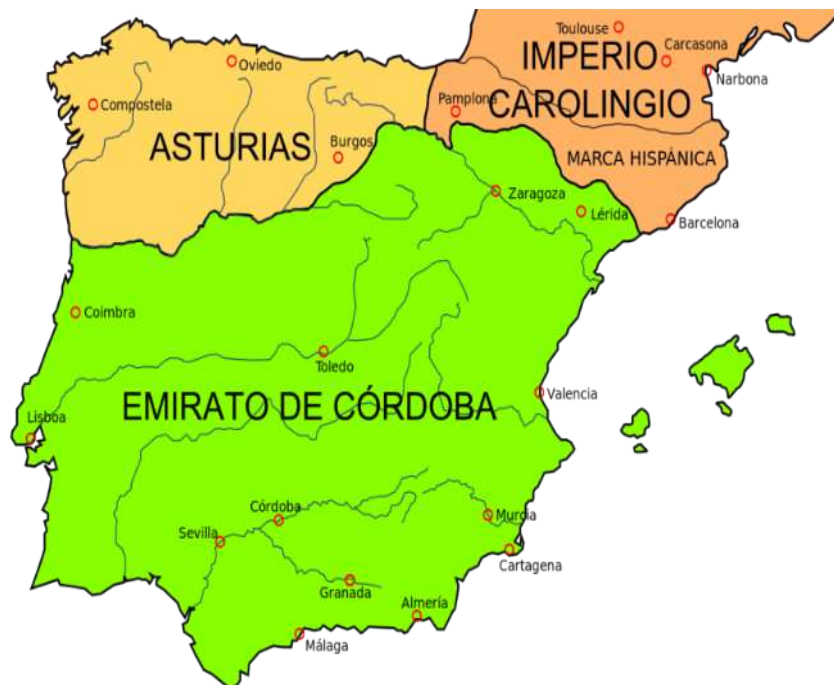 Toulouse
IMPERIO
Carcasona
Oviedo
Narbona
CAROLINGIO
Compostela
Pamplona
ASTURIAS
Burgos
MARCA HISPÁNICA
Zaragoza
Lérida
Barcelona
Coimbra
Toledo
Valencia
EMIRATO DE CÓRDOBA
Lisboa
Córdoba
Murcia
Sevilla
Cartagena
Granada
Almería
Málaga